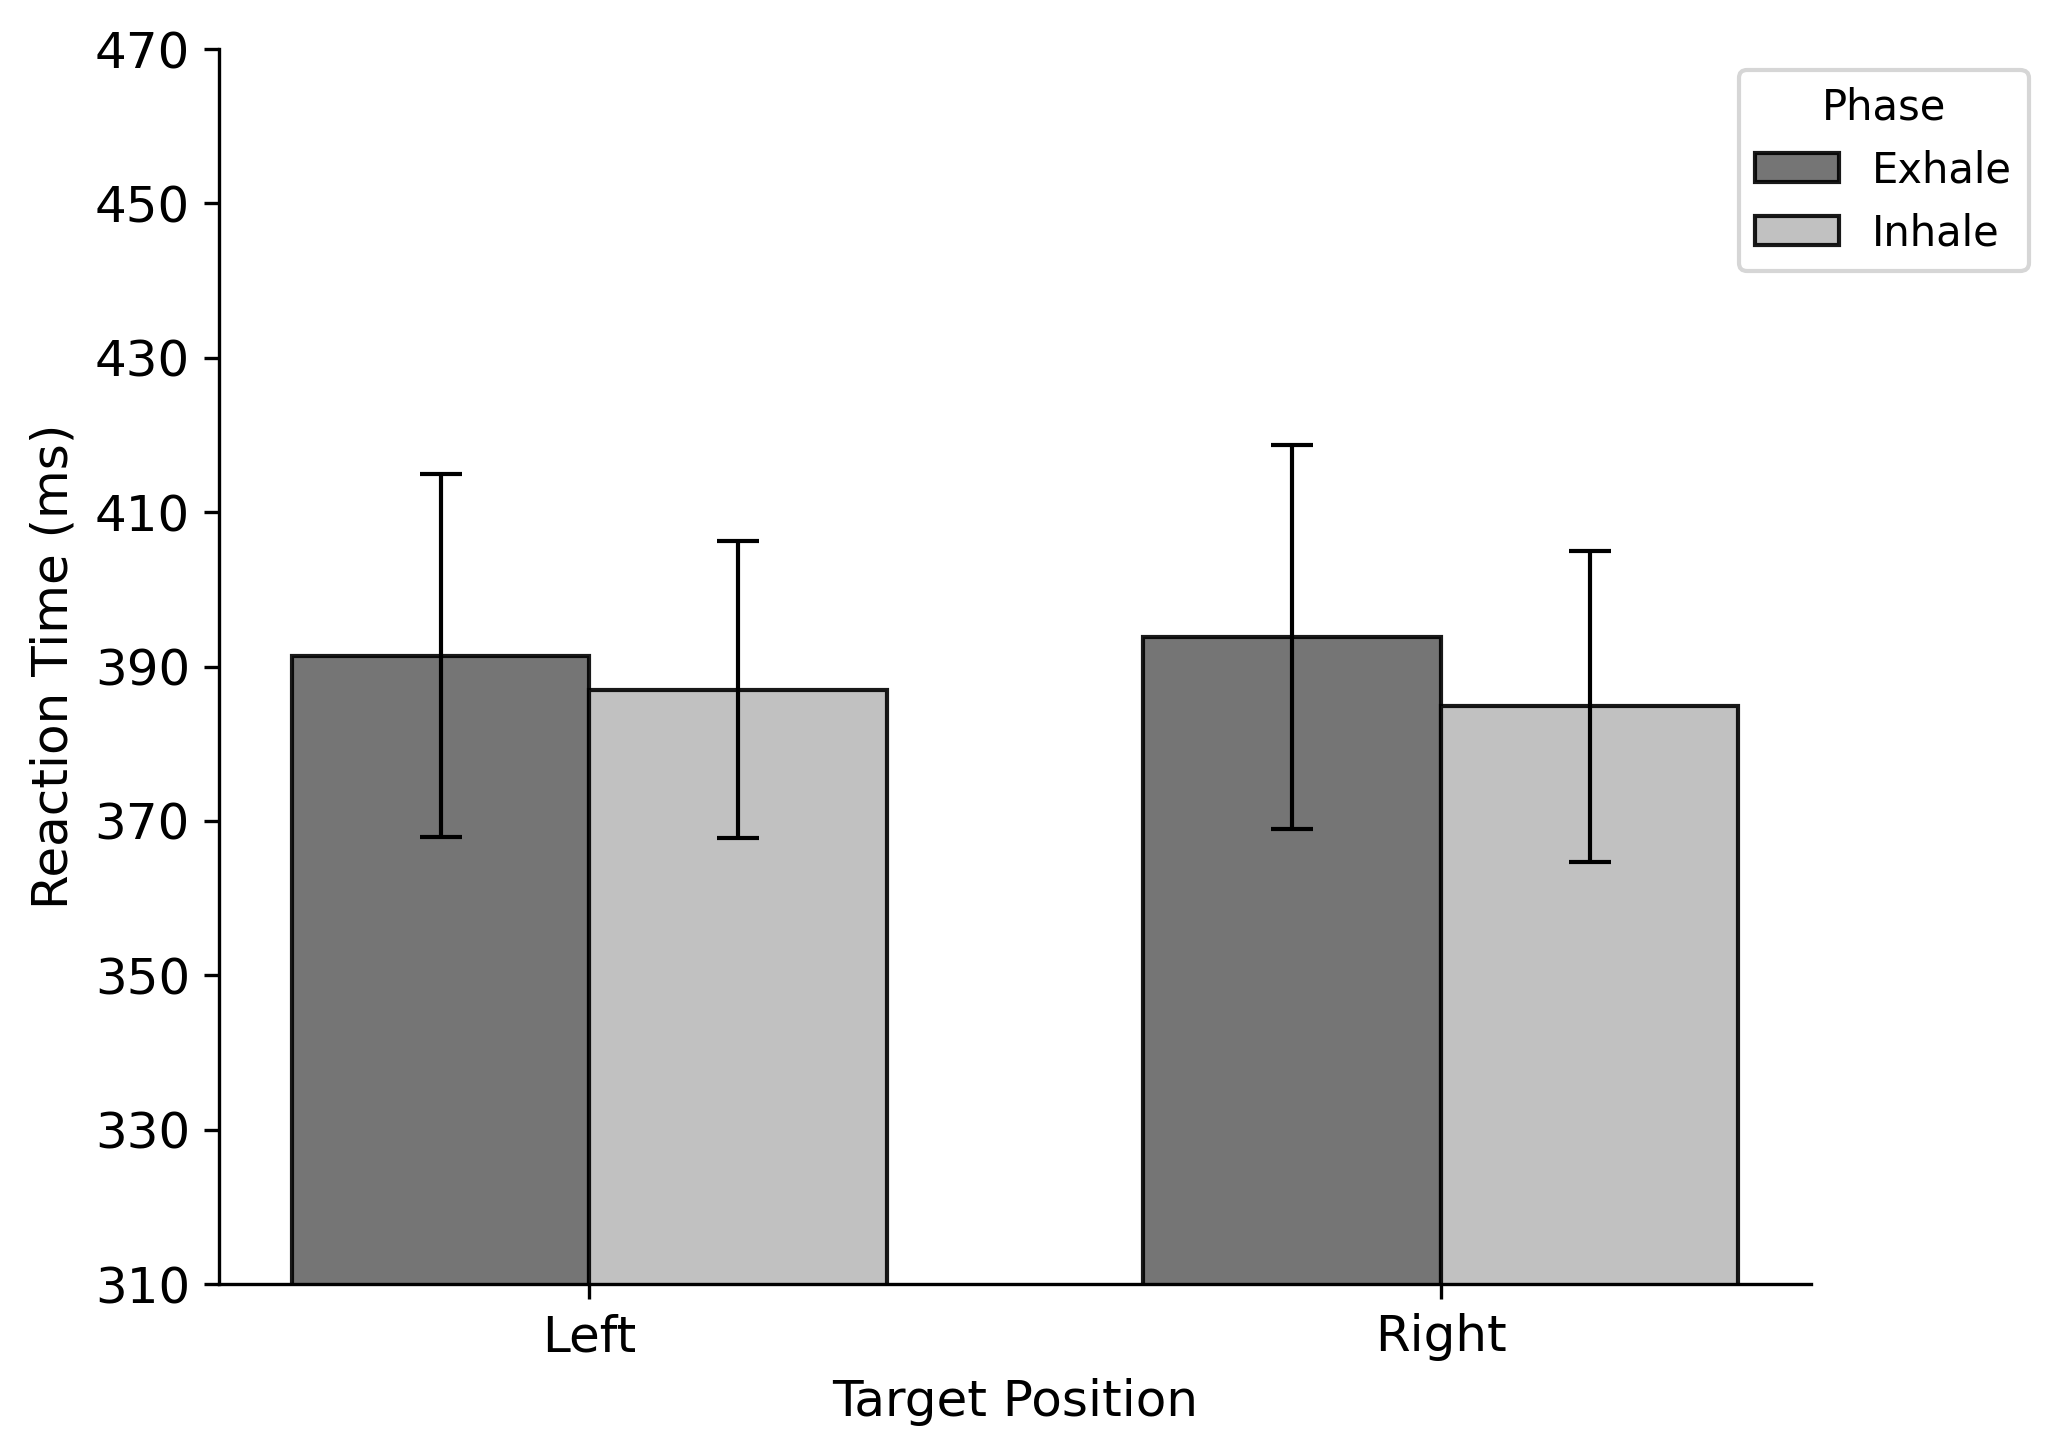 470
450
430
410
390
370
350
330
310
Reaction Time (ms)
Left
Right
Target Position
Phase
Exhale
Inhale